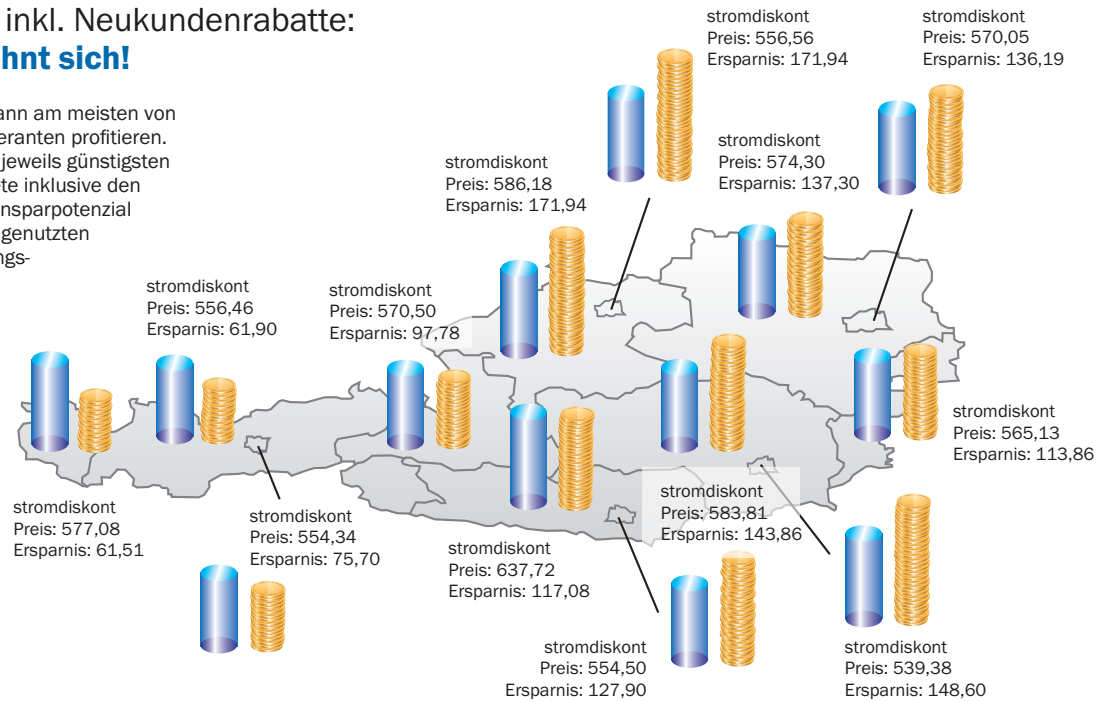 inkl. Neukundenrabatte:
hnt sich!
ann am meisten von
eranten profitieren.
jeweils günstigsten
te inklusive den
nsparpotenzial
genutzten
ngs-
stromdiskont
Preis: 556,56
Ersparnis: 171,94
stromdiskont
Preis: 570,05
Ersparnis: 136,19
stromdiskont
Preis: 574,30
Ersparnis: 137,30
stromdiskont
Preis: 586,18
Ersparnis: 171,94
stromdiskont
Preis: 556,46
Ersparnis: 61,90
stromdiskont
Preis: 570,50
Ersparnis: 97,78
stromdiskont
Preis: 565,13
Ersparnis: 113,86
stromdiskont
Preis: 577,08
Ersparnis: 61,51
stromdiskont
Preis: 554,34
Ersparnis: 75,70
stromdiskont
Preis: 583,81
Ersparnis: 143,86
stromdiskont
Preis: 637,72
Ersparnis: 117,08
stromdiskont
Preis: 554,50
Ersparnis: 127,90
stromdiskont
Preis: 539,38
Ersparnis: 148,60